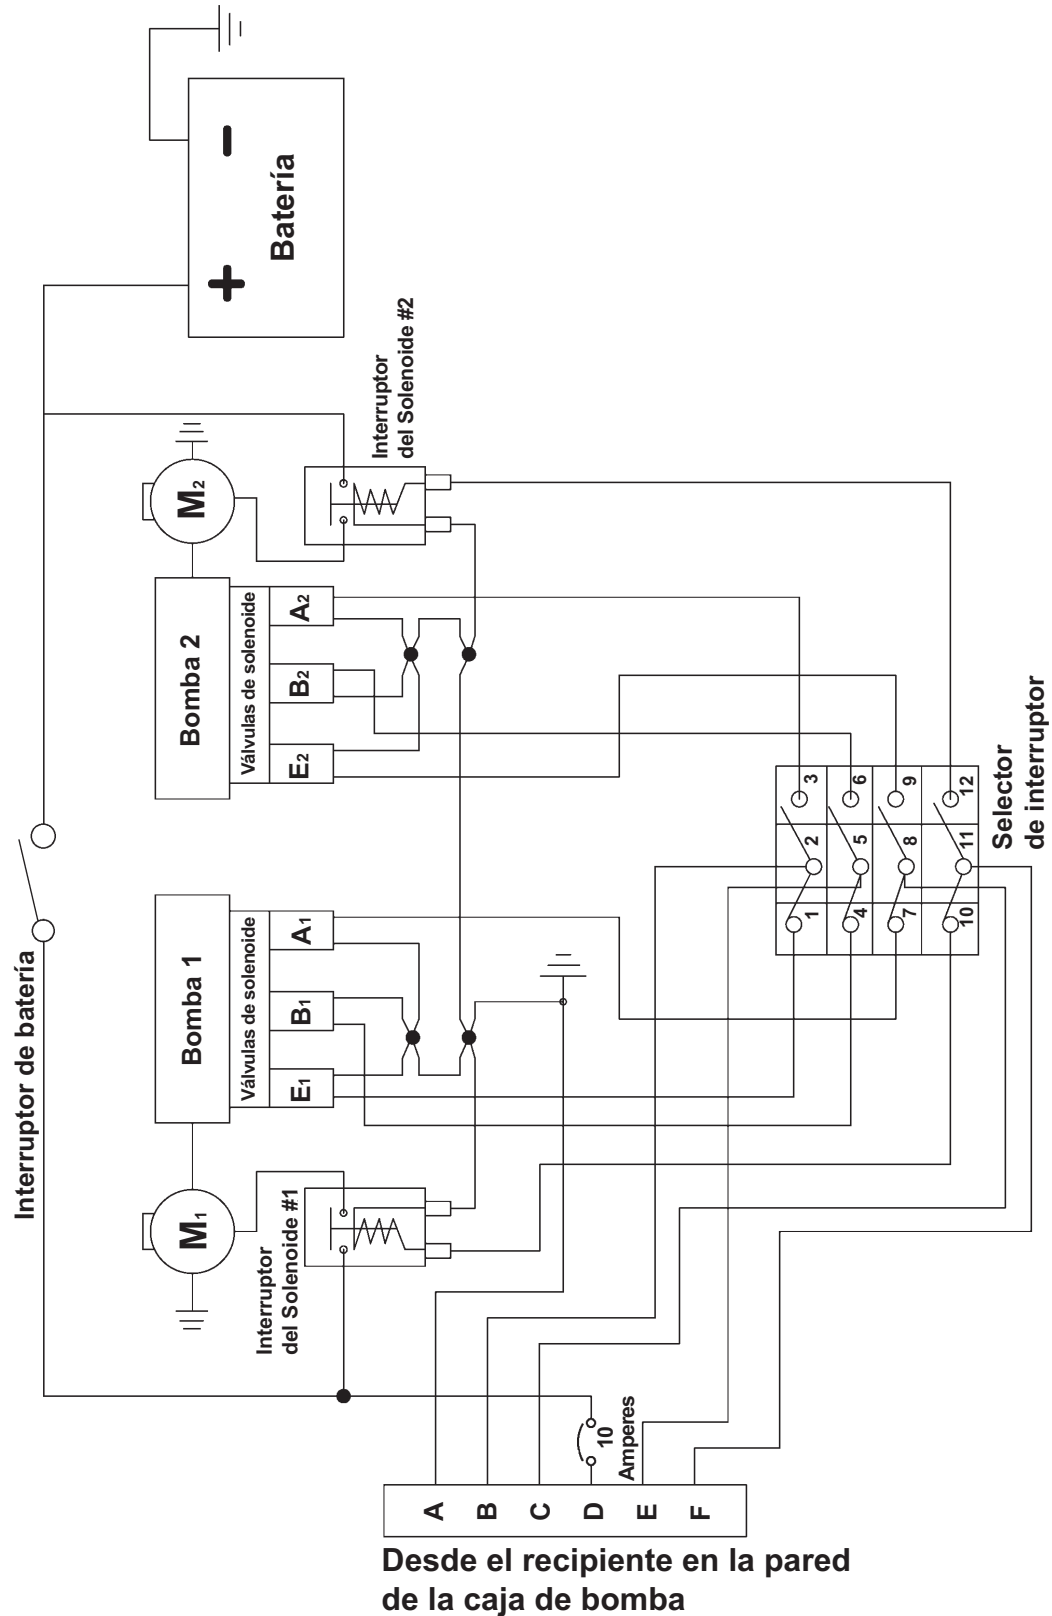 Batería
+
-
Interruptor
del Solenoide #2
M2
Bomba 2
Válvulas de solenoide
A2
B2
E2
Interruptor de batería
Bomba 1
Válvulas de solenoide
A1
B1
E1
M1
Interruptor
del Solenoide #1
Selector
de interruptor
3
6
9
12
2
5
8
11
1
4
7
10
10
Amperes
A
B
C
D
E
F
Desde el recipiente en la pared
de la caja de bomba